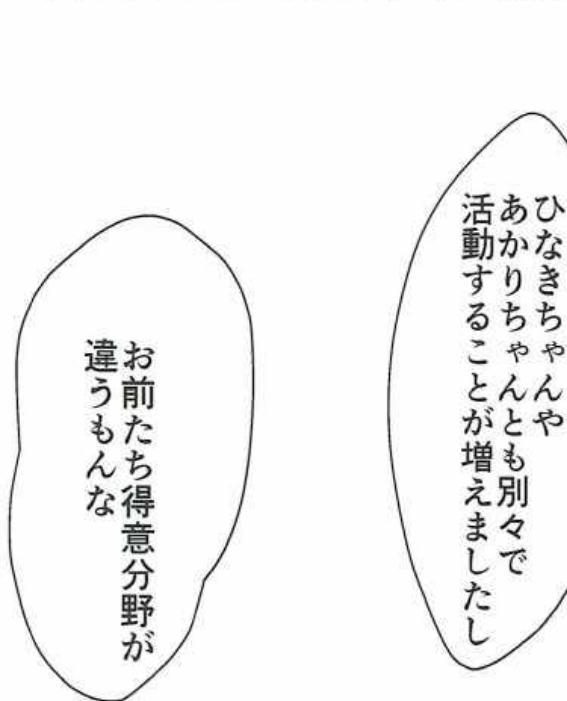 ひなきちゃんや
あかりちゃんとも別々で
活動することが増えましたし
お前たち得意分野が
違うもんな